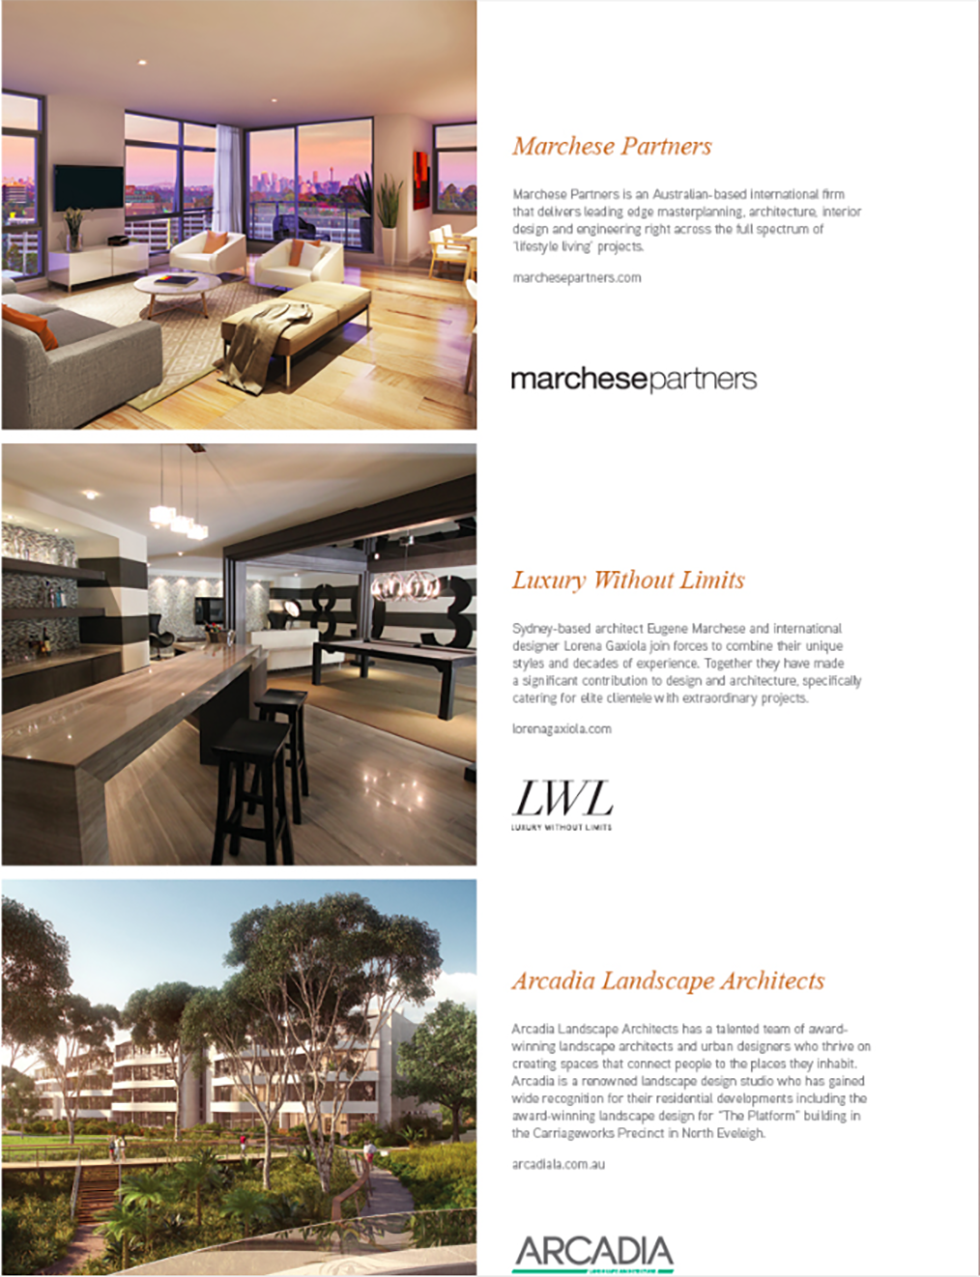 Marchese Partners
Marchese Partners is an Australian-based international firm
that delivers leading edge masterplanning, architecture, interior
design and engineering right across the full spectrum of
'lifestyle living' projects.
marchesepartners.com
marchesepartners
813
Luxury Without Limits
Sydney-based architect Eugene Marchese and international
designer Lorena Gaxiola join forces to combine their unique
styles and decades of experience. Together they have made
a significant contribution to design and architecture, specifically
catering for elite clientele with extraordinary projects.
lorenagaxiola.com
LWL
LUXURY WITHOUT LIMITS
Arcadia Landscape Architects
Arcadia Landscape Architects has a talented team of award-
winning landscape architects and urban designers who thrive on
creating spaces that connect people to the places they inhabit.
Arcadia is a renowned landscape design studio who has gained
wide recognition for their residential developments including the
award-winning landscape design for "The Platform" building in
the Carriageworks Precinct in North Eveleigh.
arcadiala.com.au
ARCADIA